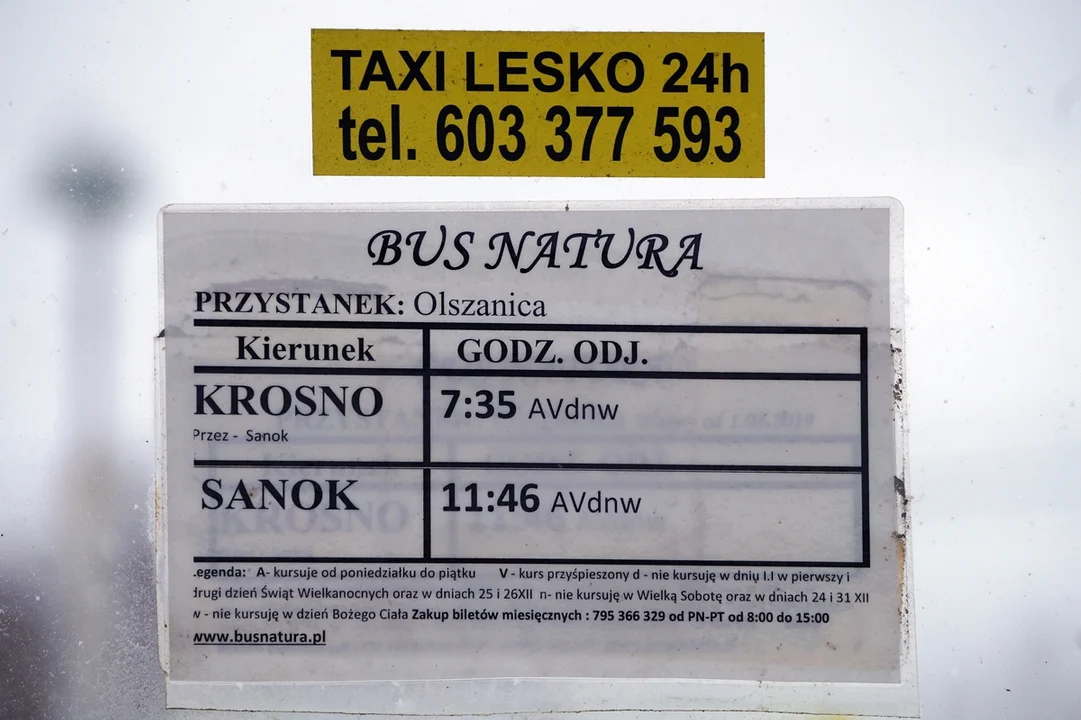 TAXI LESKO 24h
tel. 603 377 593
BUS NATURA
PRZYSTANEK: Olszanica
Kierunek GODZ. ODJ.
KROSNO 7:35 AVdnw
Przez - Sanok
SANOK 11:46 AVdnw
egenda: A- kursuje od poniedziałku do piątku V - kurs przyśpieszony d - nie kursuję w dniu I.I w pierwszy i
drugi dzień Świąt Wielkanocnych oraz w dniach 25 i 26XII n- nie kursuję w Wielką Sobotę oraz w dniach 24 i 31 XII
w - nie kursuję w dzień Bożego Ciała Zakup biletów miesięcznych : 795 366 329 od PN-PT od 8:00 do 15:00
www.busnatura.pl